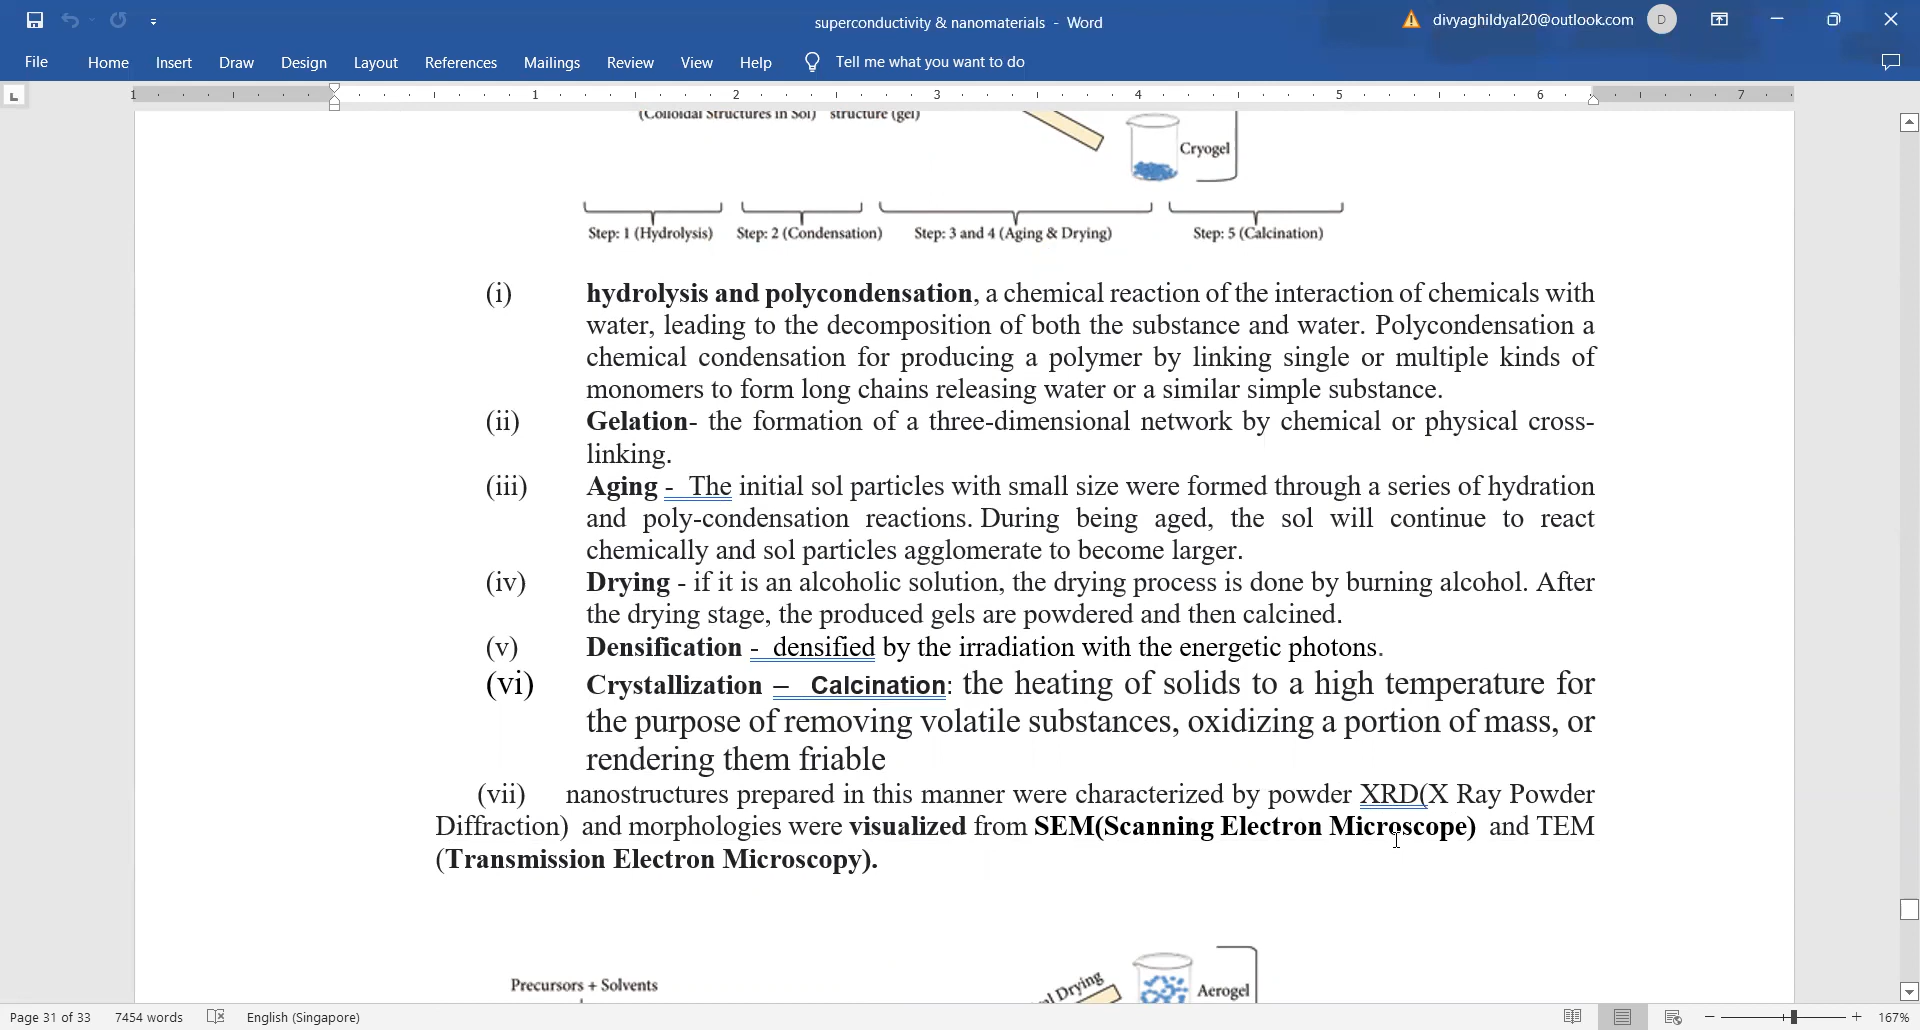 superconductivity & nanomaterials - Word
divyaghildyal20@outlook.com
D
File Home Insert Draw Design Layout References Mailings Review View Help Tell me what you want to do
1 1 2 3 4 5 6 7
(Colloidal Structures in Sol) structure (gel)
Cryogel
Step: 1 (Hydrolysis) Step: 2 (Condensation) Step: 3 and 4 (Aging & Drying) Step: 5 (Calcination)
(i) hydrolysis and polycondensation, a chemical reaction of the interaction of chemicals with
water, leading to the decomposition of both the substance and water. Polycondensation a
chemical condensation for producing a polymer by linking single or multiple kinds of
monomers to form long chains releasing water or a similar simple substance.
(ii) Gelation- the formation of a three-dimensional network by chemical or physical cross-
linking.
(iii) Aging - The initial sol particles with small size were formed through a series of hydration
and poly-condensation reactions. During being aged, the sol will continue to react
chemically and sol particles agglomerate to become larger.
(iv) Drying - if it is an alcoholic solution, the drying process is done by burning alcohol. After
the drying stage, the produced gels are powdered and then calcined.
(v) Densification - densified by the irradiation with the energetic photons.
(vi) Crystallization – Calcination: the heating of solids to a high temperature for
the purpose of removing volatile substances, oxidizing a portion of mass, or
rendering them friable
(vii) nanostructures prepared in this manner were characterized by powder XRD(X Ray Powder
Diffraction) and morphologies were visualized from SEM(Scanning Electron Microscope) and TEM
(Transmission Electron Microscopy).
Precursors + Solvents
Drying
Aerogel
Page 31 of 33 7454 words English (Singapore) 167%